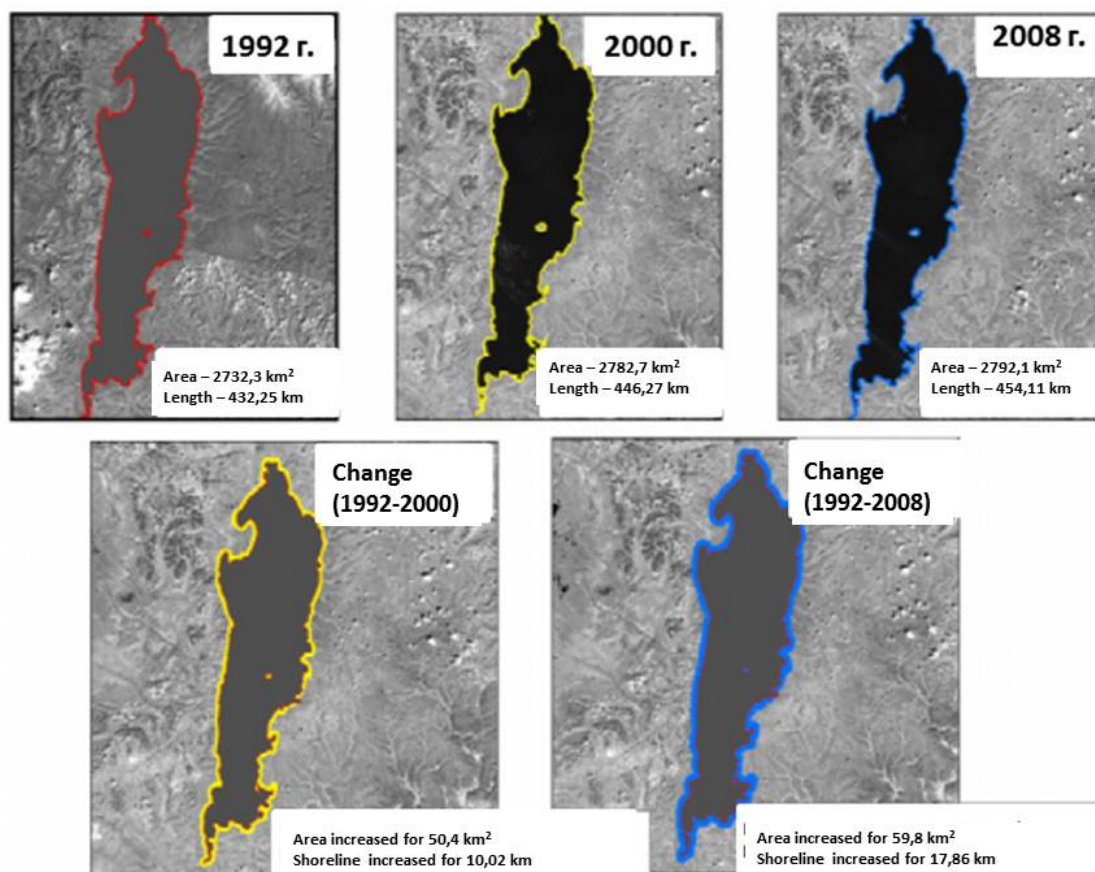 1992 г.
2000 г.
2008 г.
Area – 2732,3 km²
Length – 432,25 km
Area – 2782,7 km²
Length – 446,27 km
Area – 2792,1 km²
Length – 454,11 km
Change
(1992-2000)
Change
(1992-2008)
Area increased for 50,4 km²
Shoreline increased for 10,02 km
Area increased for 59,8 km²
Shoreline increased for 17,86 km